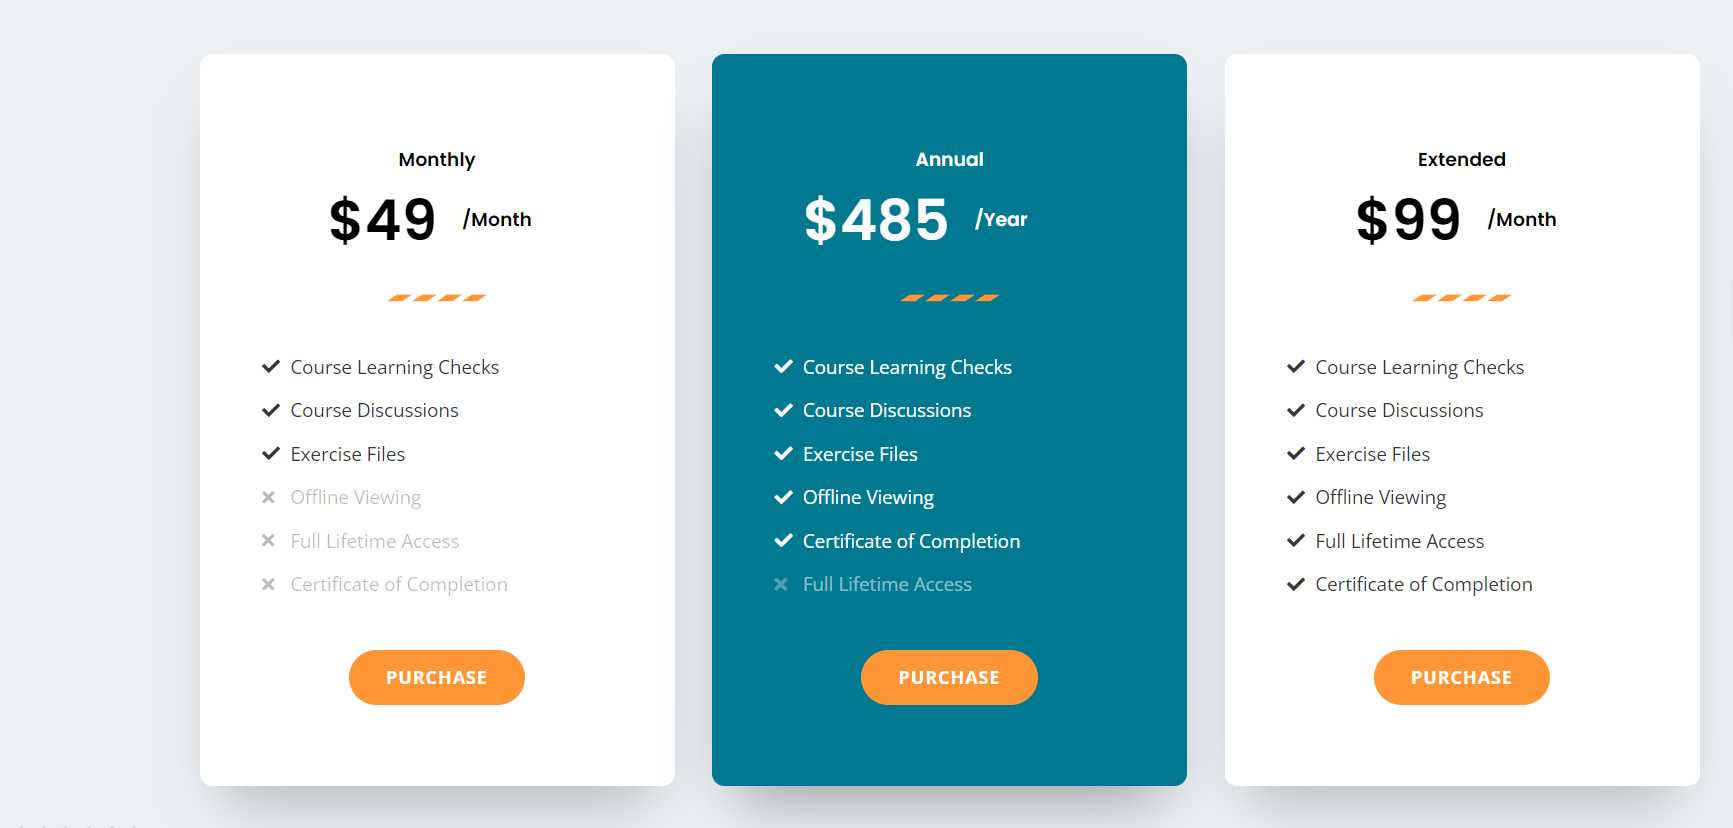 Monthly
$49 /Month
Course Learning Checks
Course Discussions
Exercise Files
Offline Viewing
Full Lifetime Access
Certificate of Completion
PURCHASE
Annual
$485 /Year
Course Learning Checks
Course Discussions
Exercise Files
Offline Viewing
Certificate of Completion
Full Lifetime Access
PURCHASE
Extended
$99 /Month
Course Learning Checks
Course Discussions
Exercise Files
Offline Viewing
Full Lifetime Access
Certificate of Completion
PURCHASE